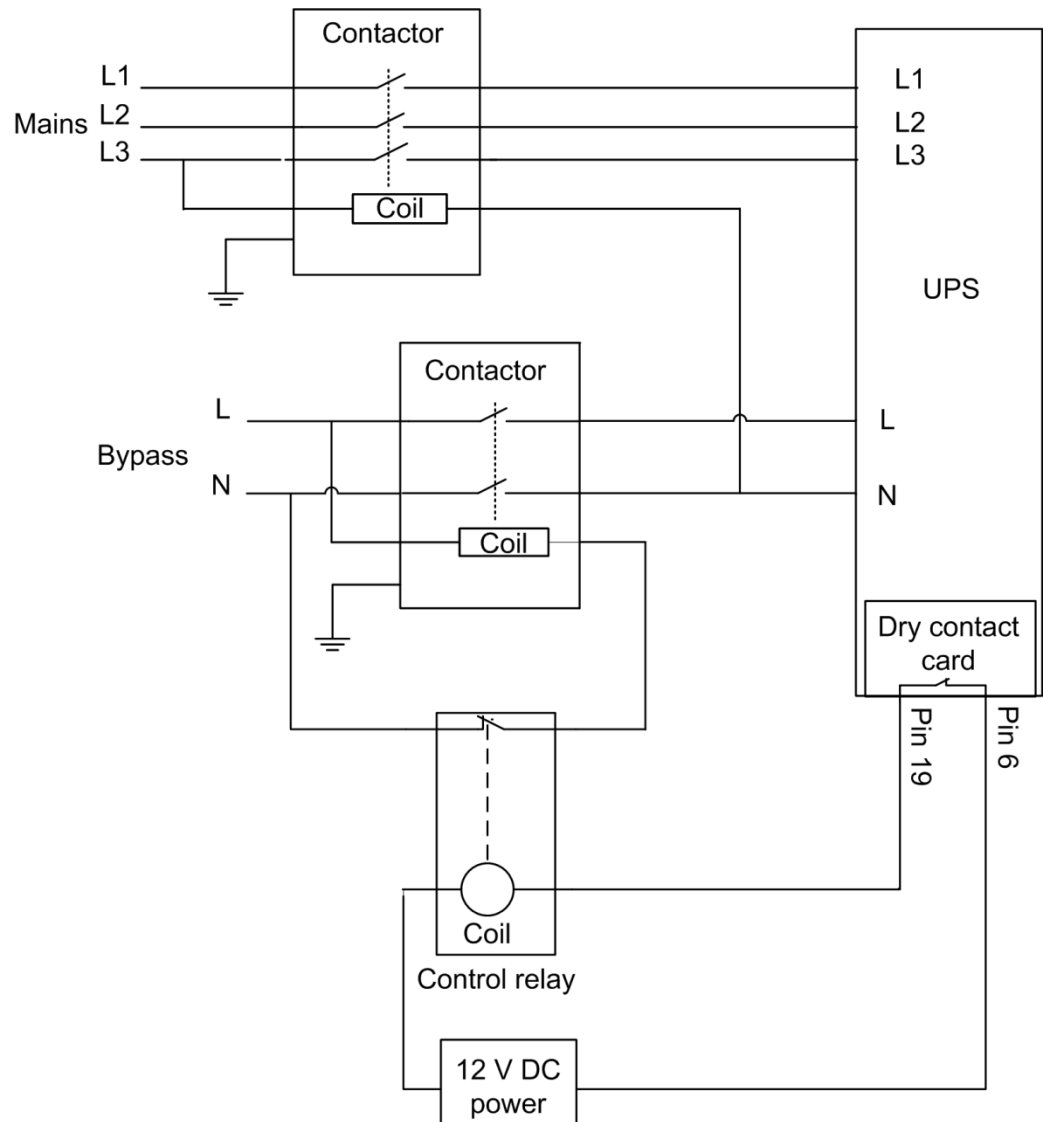 Contactor
L1
L1
Mains
L2
L2
L3
L3
Coil
UPS
Contactor
L
L
Bypass
N
N
Coil
Dry contact
card
Pin 19
Pin 6
Coil
Control relay
12 V DC
power